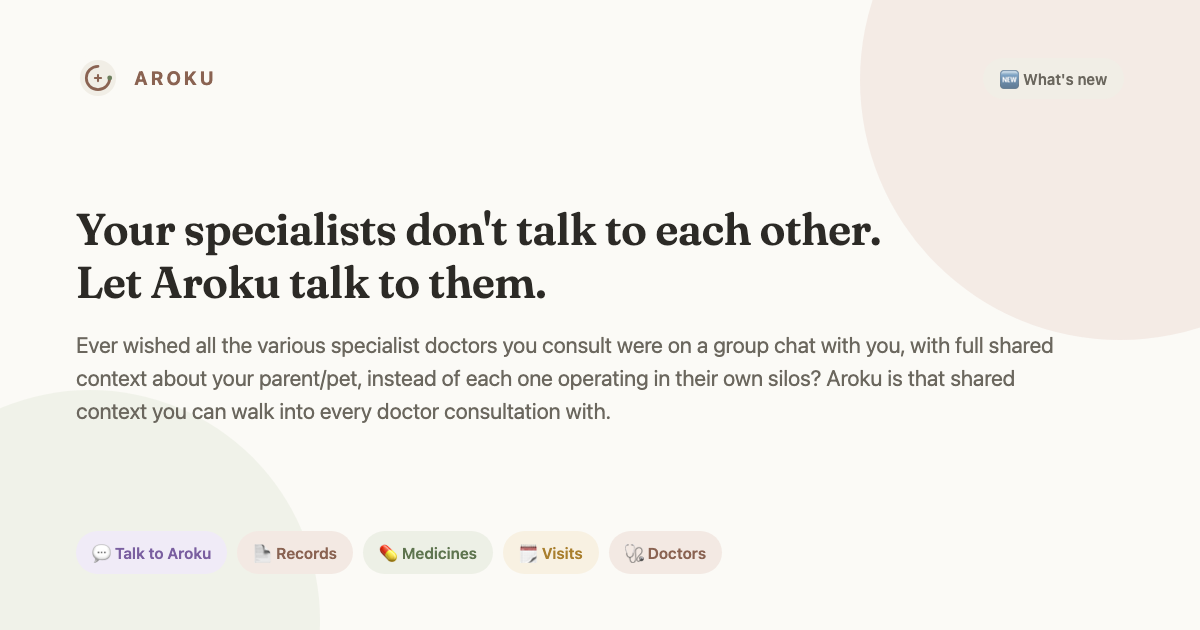 AROKU
🆕 What's new
Your specialists don't talk to each other.
Let Aroku talk to them.
Ever wished all the various specialist doctors you consult were on a group chat with you, with full shared
context about your parent/pet, instead of each one operating in their own silos? Aroku is that shared
context you can walk into every doctor consultation with.
💬 Talk to Aroku
Records
💊 Medicines
Visits
🩺 Doctors